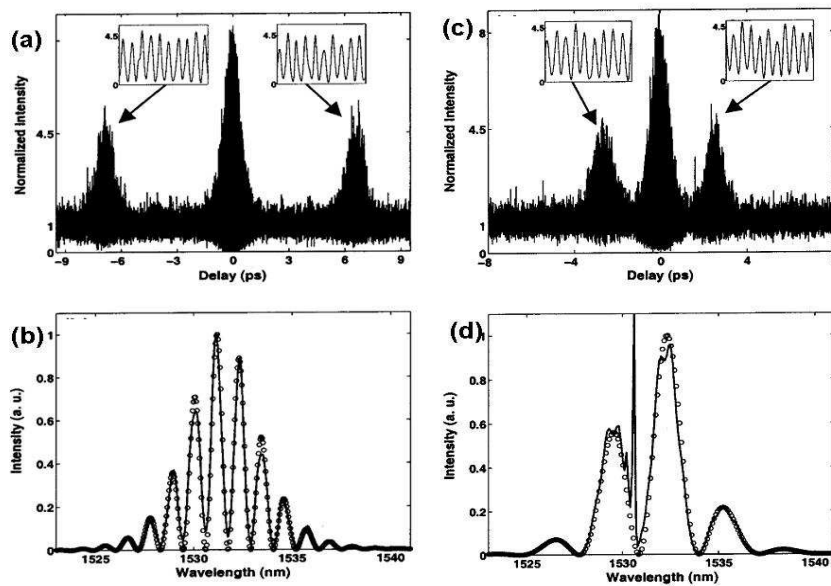 (a)
Normalized Intensity
4.5
1
0
4.5
0
4.5
0
-9 -6 -3 0 3 6 9
Delay (ps)
(c)
Normalized Intensity
8
4.5
1
0
4.5
0
4.5
0
-8 -4 0 4 8
Delay (ps)
(b)
Intensity (a. u.)
1
0.8
0.6
0.4
0.2
0
1525 1530 1535 1540
Wavelength (nm)
(d)
Intensity (a. u.)
1
0.8
0.6
0.4
0.2
0
1525 1530 1535 1540
Wavelength (nm)